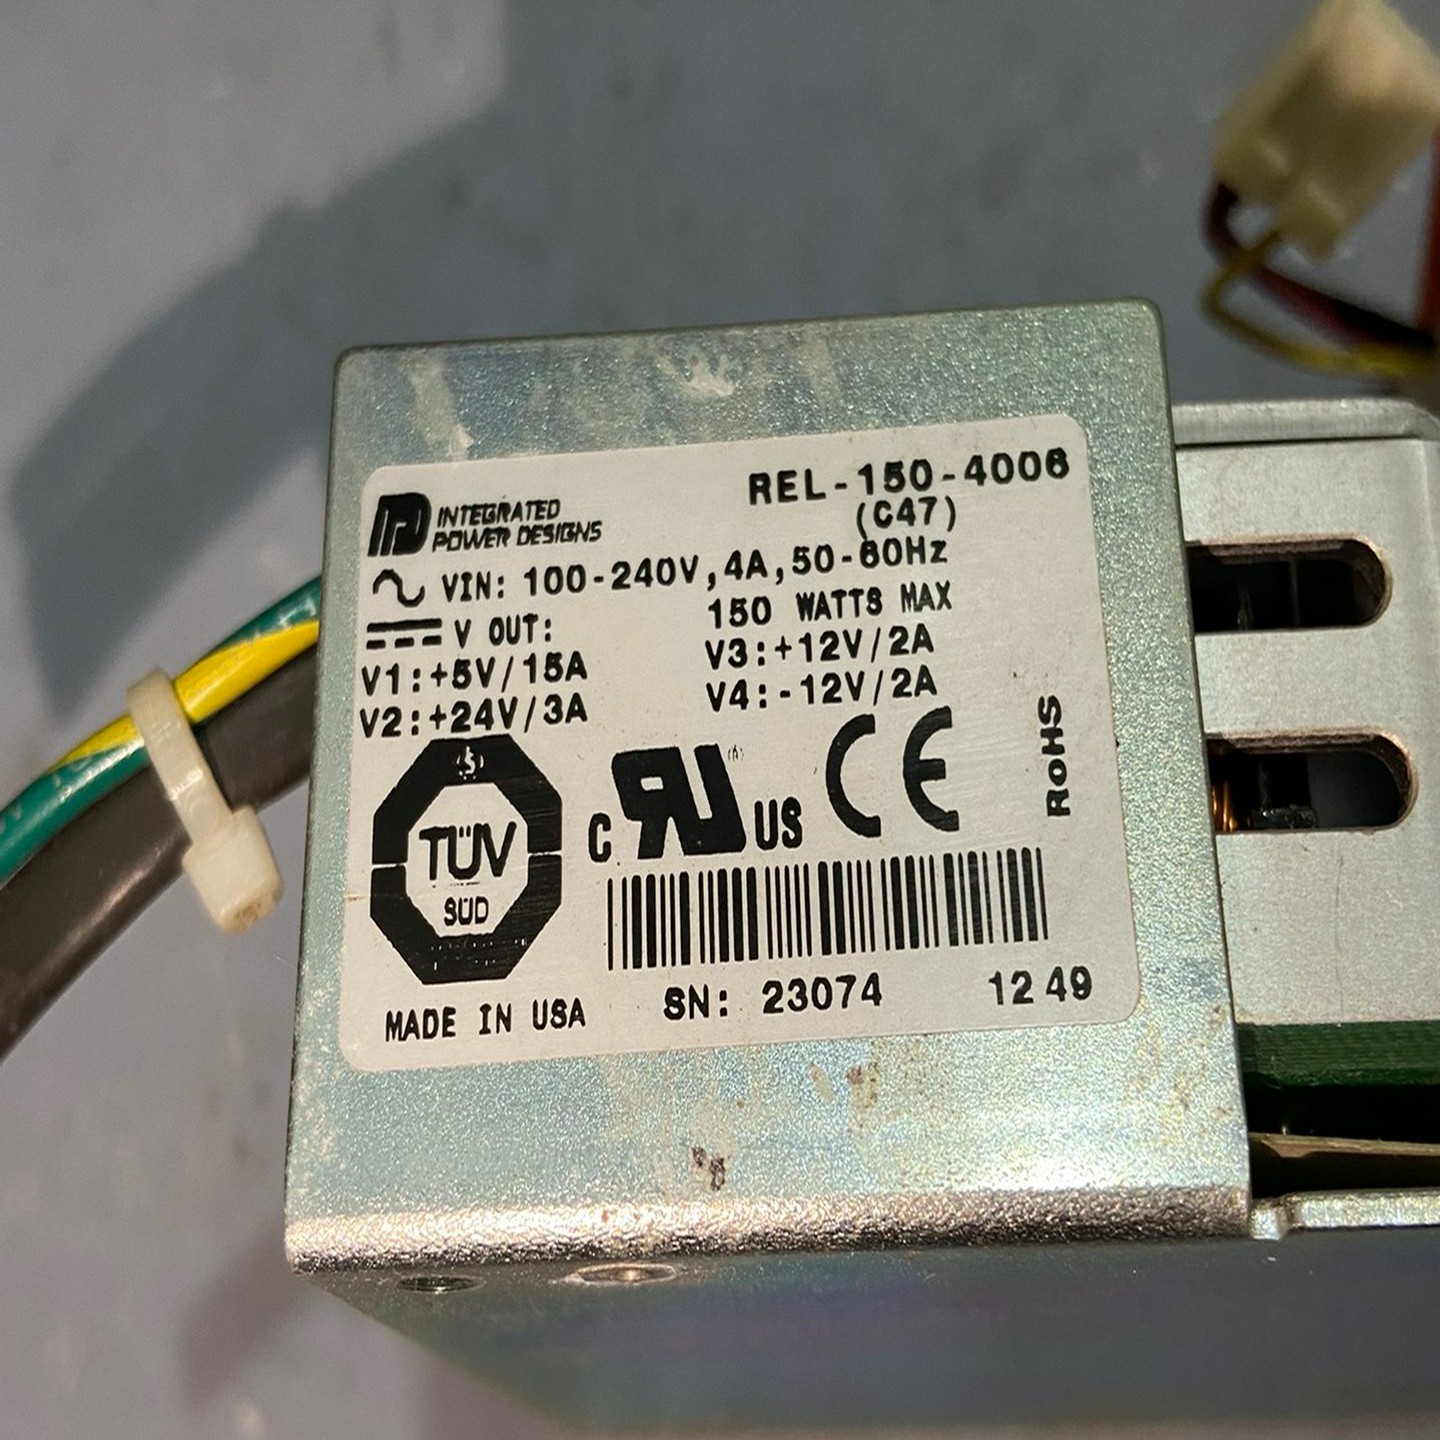 INTEGRATED
POWER DESIGNS
REL-150-4006
(C47)
VIN: 100-240V,4A,50-60Hz
150 WATTS MAX
V OUT:
V1:+5V/15A
V3:+12V/2A
V2:+24V/3A
V4:-12V/2A
TÜV
SÜD
C RU US
CE
RoHS
MADE IN USA
SN: 23074
12 49